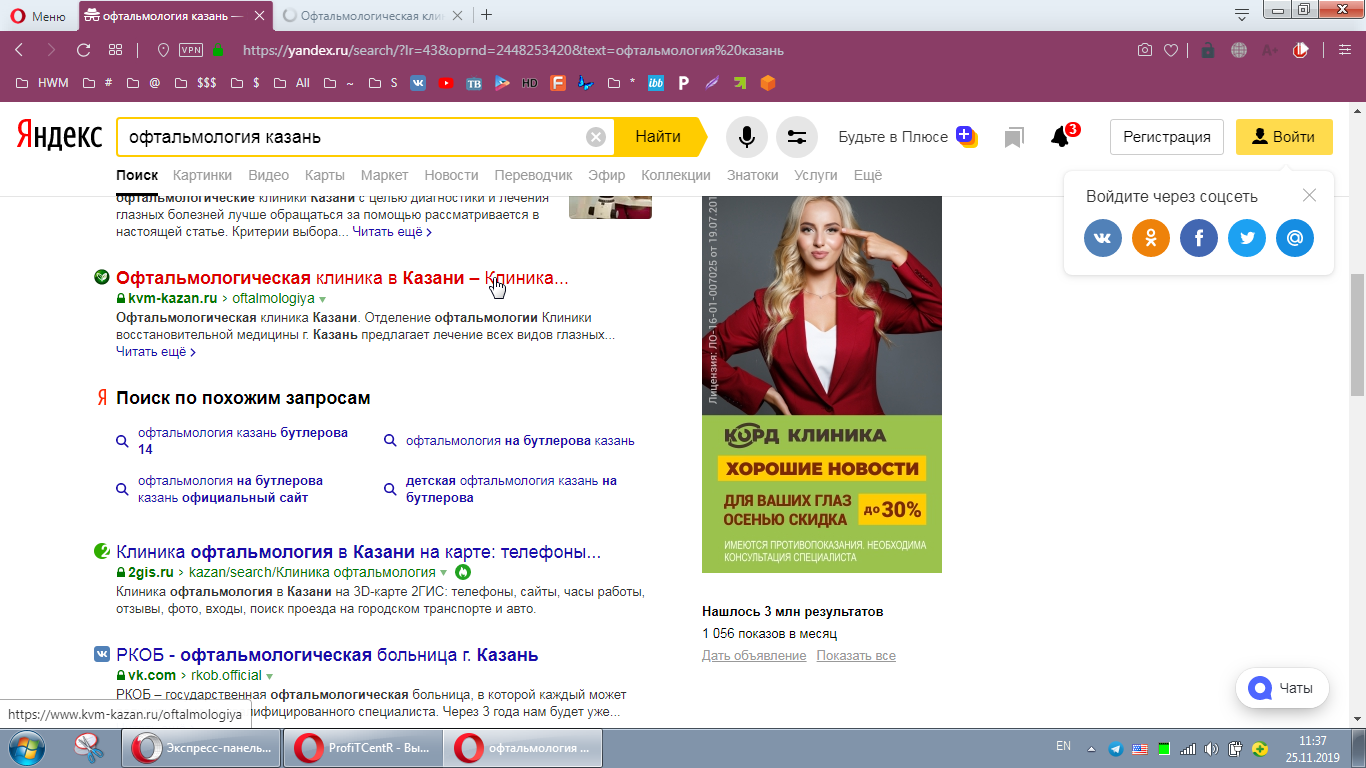 Меню
офтальмология казань —
Офтальмологическая кли
VPN
https://yandex.ru/search/?lr=43&oprnd=2448253420&text=офтальмология%20казань
HWM
#
@
$$$
$
All
~
S
ТВ
HD
F
*
ibb
P
Яндекс
офтальмология казань
Найти
Будьте в Плюсе
3
Регистрация
Войти
Поиск Картинки Видео Карты Маркет Новости Переводчик Эфир Коллекции Знатоки Услуги Ещё
Войдите через соцсеть
офтальмологические клиники Казани с целью диагностики и лечения
глазных болезней лучше обращаться за помощью рассматривается в
настоящей статье. Критерии выбора... Читать ещё >
Офтальмологическая клиника в Казани – Клиника...
kvm-kazan.ru > oftalmologiya
Офтальмологическая клиника Казани. Отделение офтальмологии Клиники
восстановительной медицины г. Казань предлагает лечение всех видов глазных...
Читать ещё >
Я Поиск по похожим запросам
офтальмология казань бутлерова
14
офтальмология на бутлерова казань
офтальмология на бутлерова
казань официальный сайт
детская офтальмология казань на
бутлерова
Клиника офтальмология в Казани на карте: телефоны...
2gis.ru > kazan/search/Клиника офтальмология
Клиника офтальмология в Казани на 3D-карте 2ГИС: телефоны, сайты, часы работы,
отзывы, фото, входы, поиск проезда на городском транспорте и авто.
РКОБ - офтальмологическая больница г. Казань
vk.com > rkob.official
РКОБ – государственная офтальмологическая больница, в которой каждый может
ифицированного специалиста. Через 3 года нам будет уже...
https://www.kvm-kazan.ru/oftalmologiya
Лицензия: ЛО-16-01-007025 от 19.07.201
КОРД КЛИНИКА
ХОРОШИЕ НОВОСТИ
ДЛЯ ВАШИХ ГЛАЗ
ОСЕНЬЮ СКИДКА
до 30%
ИМЕЮТСЯ ПРОТИВОПОКАЗАНИЯ. НЕОБХОДИМА
КОНСУЛЬТАЦИЯ СПЕЦИАЛИСТА
Нашлось 3 млн результатов
1 056 показов в месяц
Дать объявление Показать все
Чаты
Экспресс-панель...
ProfiTCentR - Вы...
офтальмология ...
EN
11:37
25.11.2019